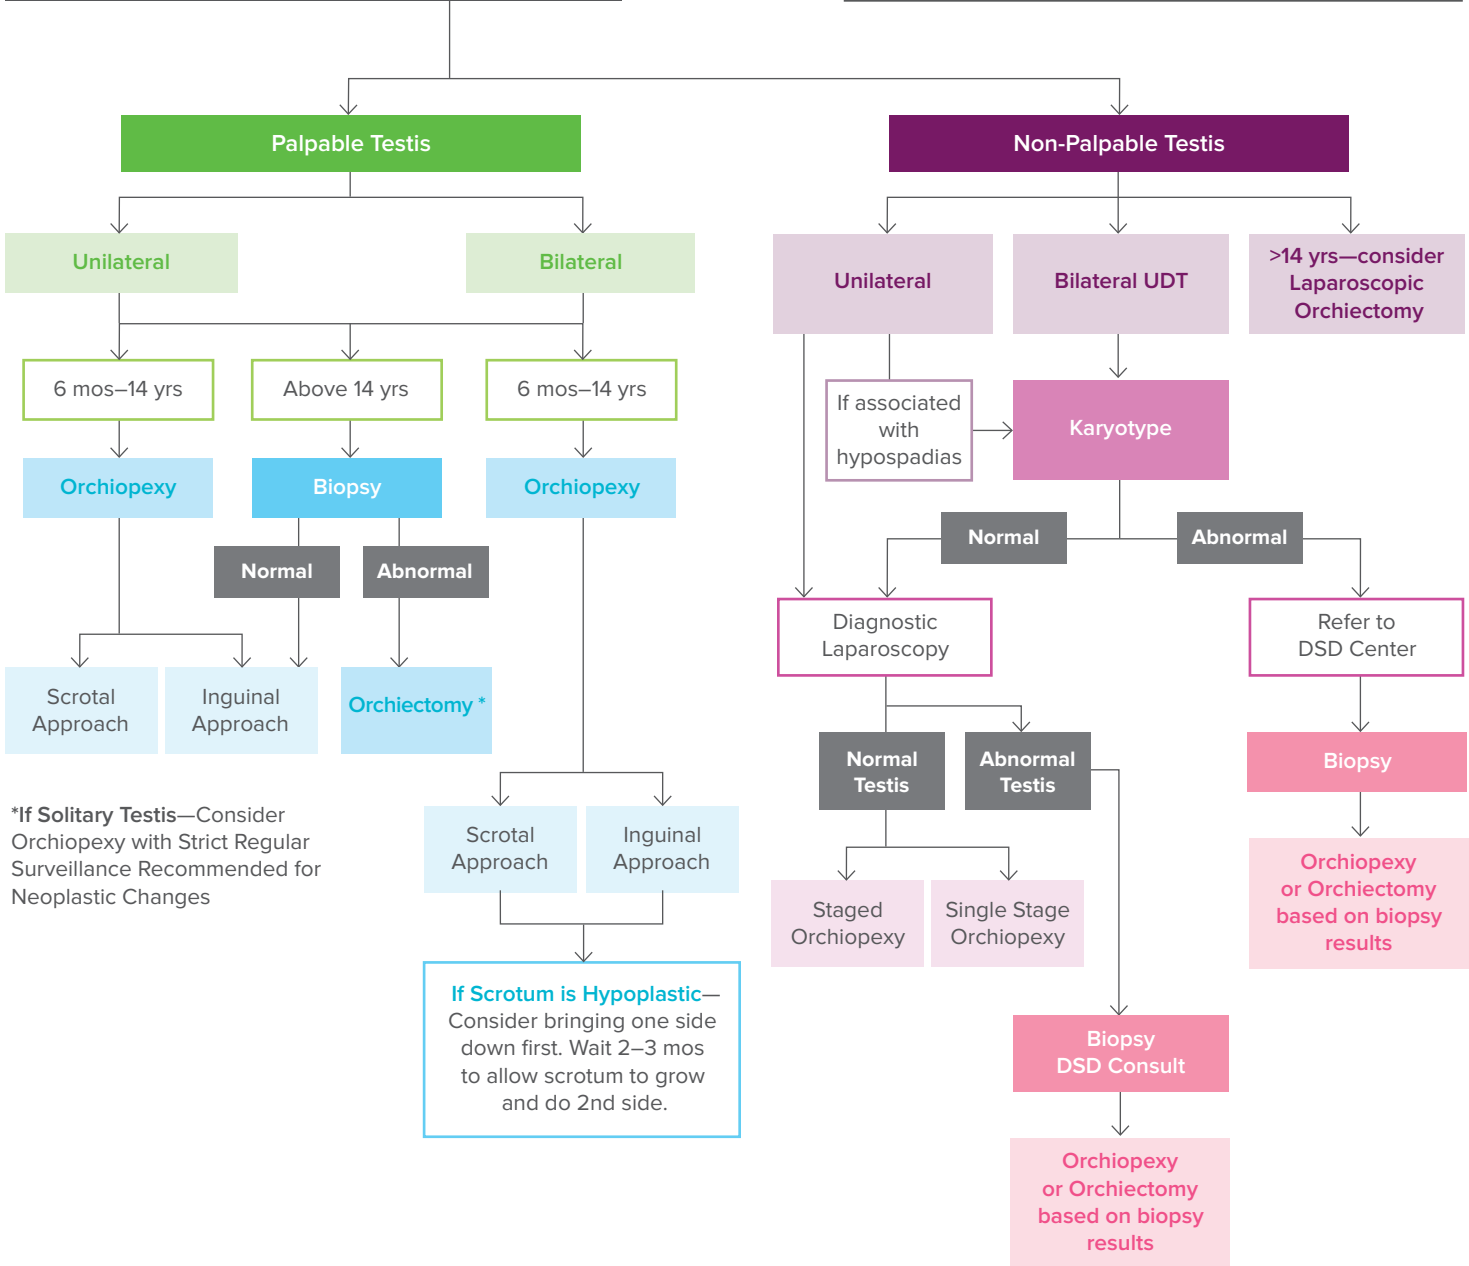 Palpable Testis
Non-Palpable Testis
Unilateral
Bilateral
Unilateral
Bilateral UDT
>14 yrs—consider
Laparoscopic
Orchiectomy
6 mos–14 yrs
Above 14 yrs
6 mos–14 yrs
If associated
with
hypospadias
Karyotype
Orchiopexy
Biopsy
Orchiopexy
Normal
Abnormal
Normal
Abnormal
Diagnostic
Laparoscopy
Refer to
DSD Center
Scrotal
Approach
Inguinal
Approach
Orchiectomy *
Normal
Testis
Abnormal
Testis
Biopsy
*If Solitary Testis—Consider
Orchiopexy with Strict Regular
Surveillance Recommended for
Neoplastic Changes
Scrotal
Approach
Inguinal
Approach
Staged
Orchiopexy
Single Stage
Orchiopexy
Orchiopexy
or Orchiectomy
based on biopsy
results
If Scrotum is Hypoplastic—
Consider bringing one side
down first. Wait 2–3 mos
to allow scrotum to grow
and do 2nd side.
Biopsy
DSD Consult
Orchiopexy
or Orchiectomy
based on biopsy
results